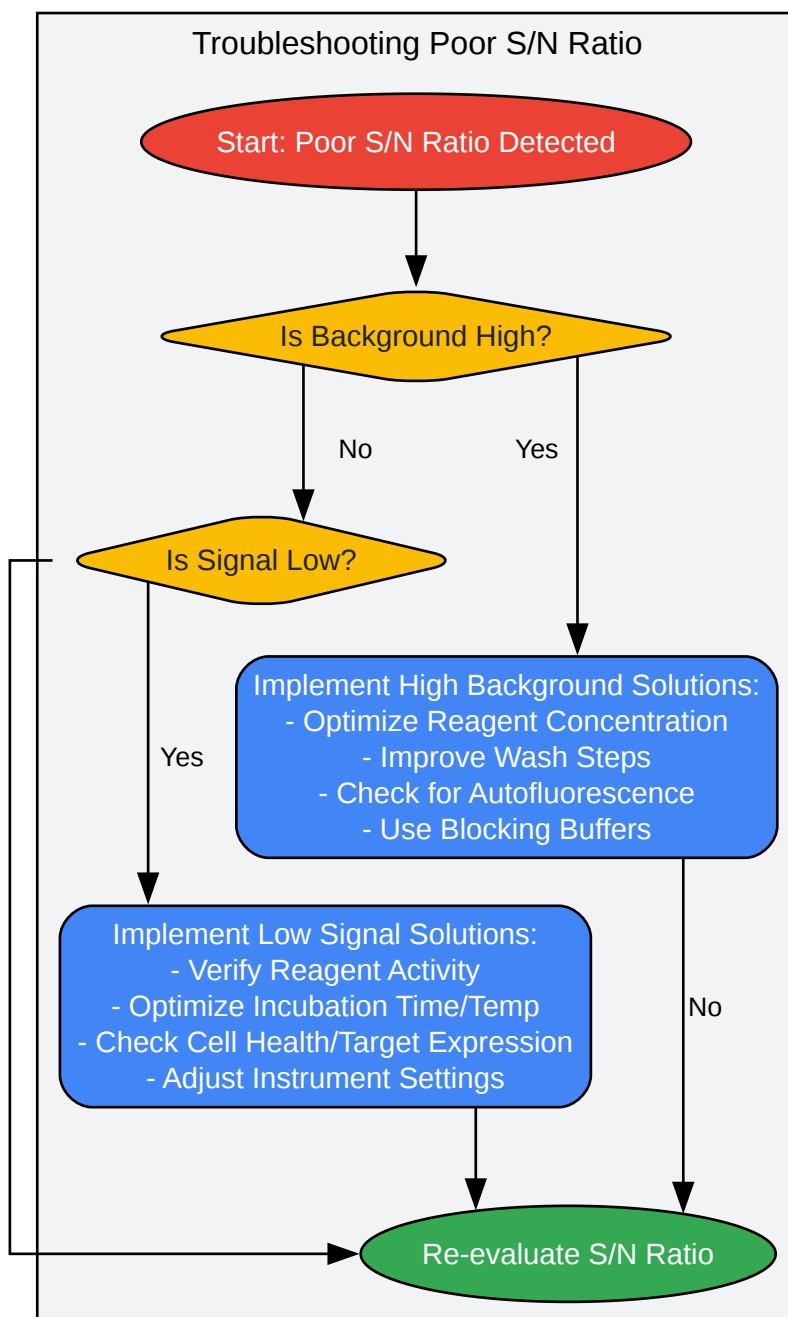 Troubleshooting Poor S/N Ratio
Start: Poor S/N Ratio Detected
Is Background High?
No
Yes
Is Signal Low?
Implement High Background Solutions:
- Optimize Reagent Concentration
- Improve Wash Steps
- Check for Autofluorescence
- Use Blocking Buffers
Yes
Implement Low Signal Solutions:
- Verify Reagent Activity
- Optimize Incubation Time/Temp
- Check Cell Health/Target Expression
- Adjust Instrument Settings
No
Re-evaluate S/N Ratio